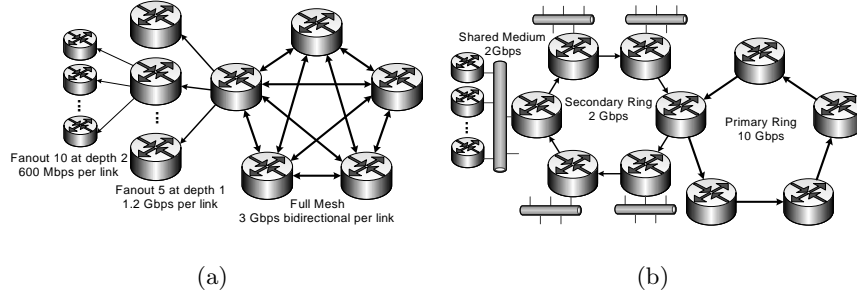 Fanout 10 at depth 2
600 Mbps per link
Fanout 5 at depth 1
1.2 Gbps per link
Full Mesh
3 Gbps bidirectional per link
(a)
Shared Medium
2Gbps
Secondary Ring
2 Gbps
Primary Ring
10 Gbps
(b)